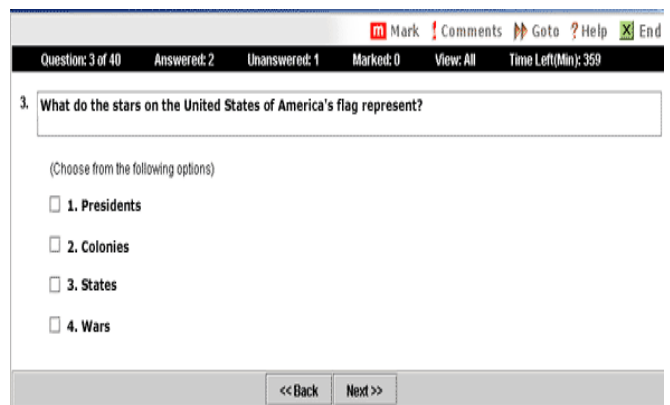 m Mark ! Comments Goto ? Help X End
Question: 3 of 40 Answered: 2 Unanswered: 1 Marked: 0 View: All Time Left(Min): 359
3. What do the stars on the United States of America's flag represent?
(Choose from the following options)
1. Presidents
2. Colonies
3. States
4. Wars
<< Back Next >>